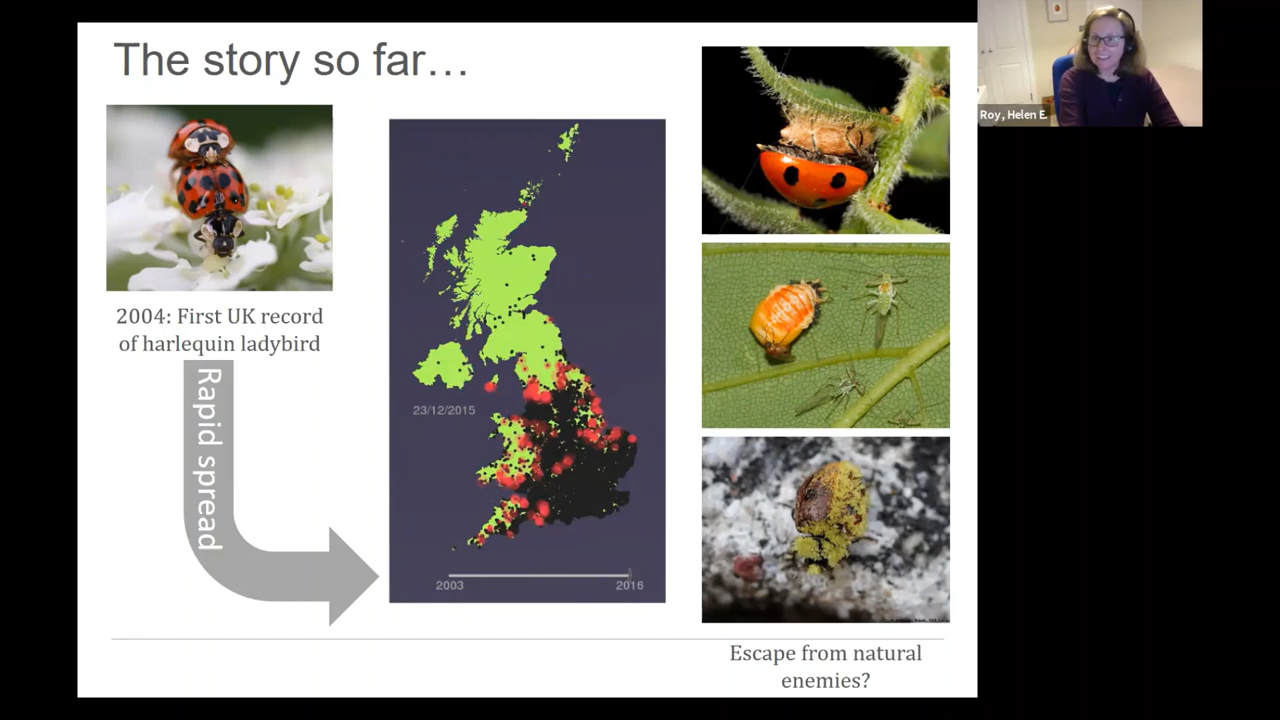 The story so far...
Roy, Helen E.
2004: First UK record
of harlequin ladybird
Rapid spread
23/12/2015
2003
2016
Escape from natural
enemies?